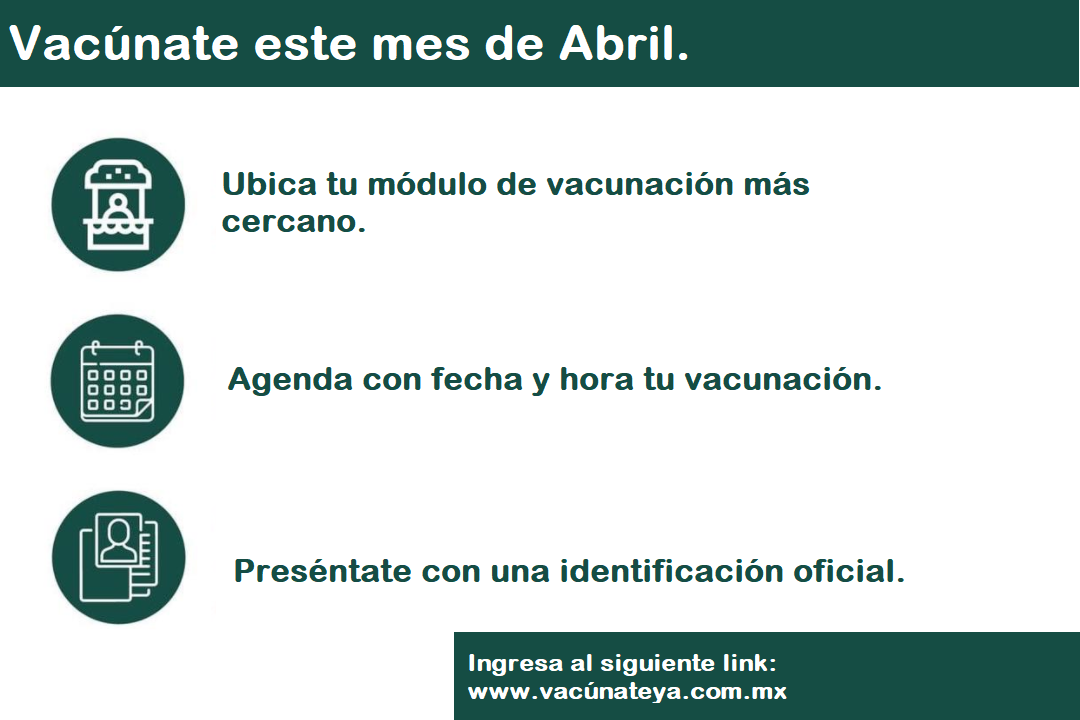 Vacúnate este mes de Abril.
Ubica tu módulo de vacunación más
cercano.
Agenda con fecha y hora tu vacunación.
Preséntate con una identificación oficial.
Ingresa al siguiente link:
www.vacúnateya.com.mx